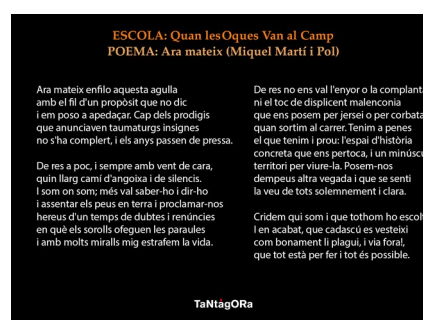 ESCOLA: Quan les Oques Van al Camp
POEMA: Ara mateix (Miquel Martí i Pol)
Ara mateix enfilo aquesta agulla
amb el fil d'un propòsit que no dic
i em poso a apedaçar. Cap dels prodigis
que anunciaven taumaturgs insignes
no s'ha complert, i els anys passen de pressa.
De res a poc, i sempre amb vent de cara,
quin llarg camí d'angoixa i de silencis.
I som on som; més val saber-ho i dir-ho
i assentar els peus en terra i proclamar-nos
hereus d'un temps de dubtes i renúncies
en què els sorolls ofeguen les paraules
i amb molts miralls mig estrafem la vida.
De res no ens val l'enyor o la complanta
ni el toc de displicent malenconia
que ens posem per jersei o per corbata
quan sortim al carrer. Tenim a penes
el que tenim i prou: l'espai d'història
concreta que ens pertoca, i un minúscu
territori per viure-la. Posem-nos
dempeus altra vegada i que se senti
la veu de tots solemnement i clara.
Cridem qui som i que tothom ho escolt
I en acabat, que cadascú es vesteixi
com bonament li plagui, i via fora!,
que tot està per fer i tot és possible.
TaNtàgORa